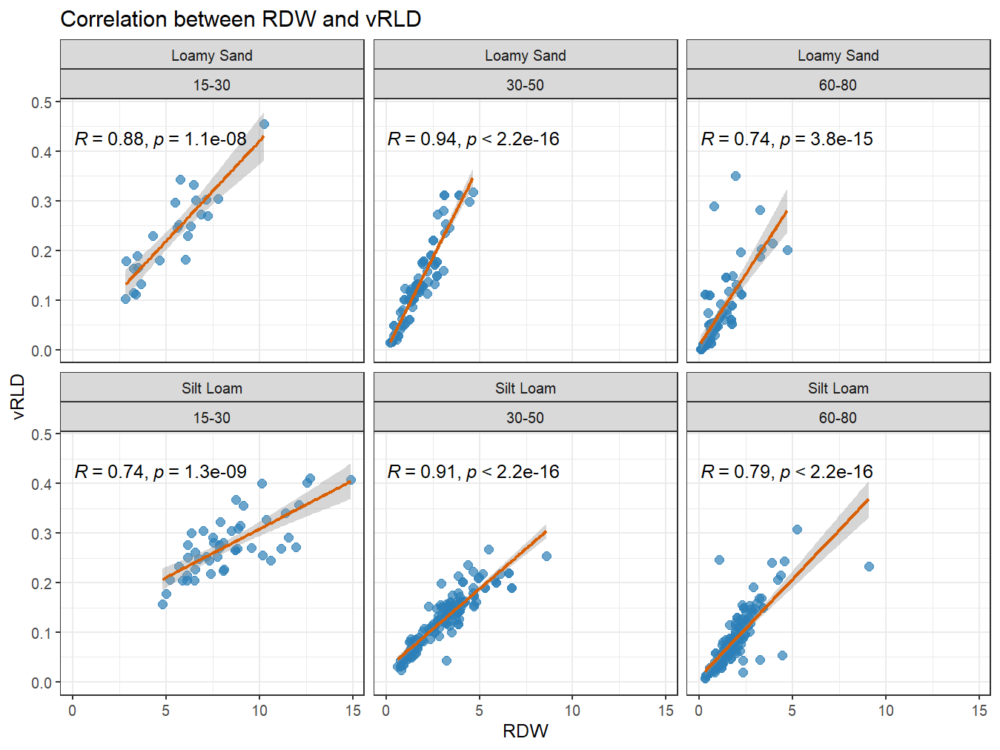 Correlation between RDW and vRLD
Loamy Sand
15-30
Loamy Sand
30-50
Loamy Sand
60-80
R = 0.88, p = 1.1e-08
R = 0.94, p < 2.2e-16
R = 0.74, p = 3.8e-15
0.5
0.4
0.3
0.2
0.1
0.0
vRLD
Silt Loam
15-30
Silt Loam
30-50
Silt Loam
60-80
R = 0.74, p = 1.3e-09
R = 0.91, p < 2.2e-16
R = 0.79, p < 2.2e-16
0.5
0.4
0.3
0.2
0.1
0.0
0 5 10 15
0 5 10 15
0 5 10 15
RDW